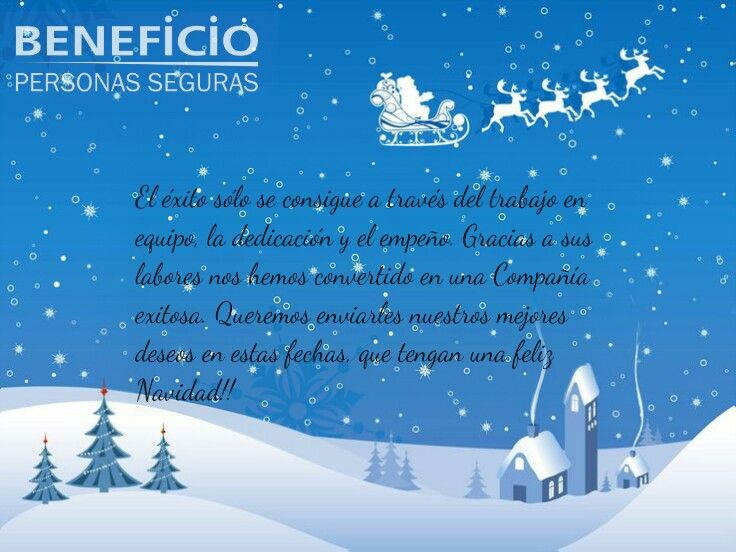 BENEFiCiO
PERSONAS SEGURAS
El éxito sólo se consigue a través del trabajo en
equipo, la dedicación y el empeño. Gracias a sus
labores nos hemos convertido en una Compañía
exitosa. Queremos enviarles nuestros mejores
deseos en estas fechas, que tengan una feliz
Navidad!!